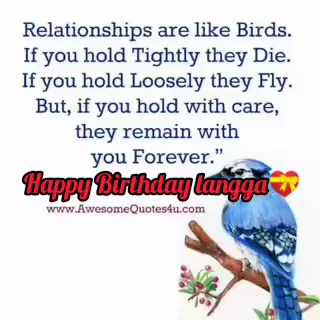 Relationships are like Birds.
If you hold Tightly they Die.
If you hold Loosely they Fly.
But, if you hold with care,
they remain with
you Forever.”
Happy Birthday langga💝
www.AwesomeQuotes4u.com